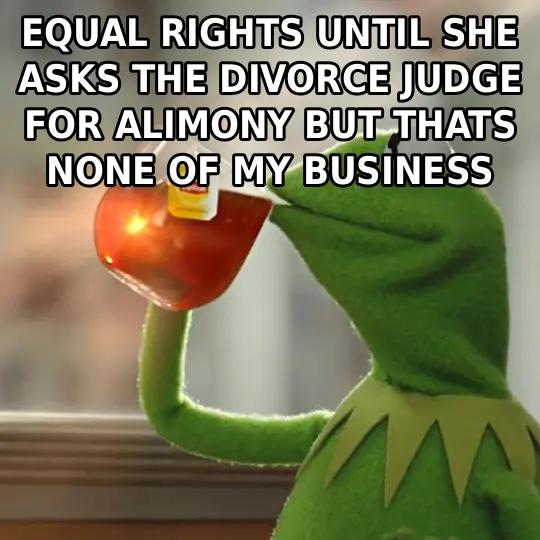 EQUAL RIGHTS UNTIL SHE
ASKS THE DIVORCE JUDGE
FOR ALIMONY BUT THATS
NONE OF MY BUSINESS